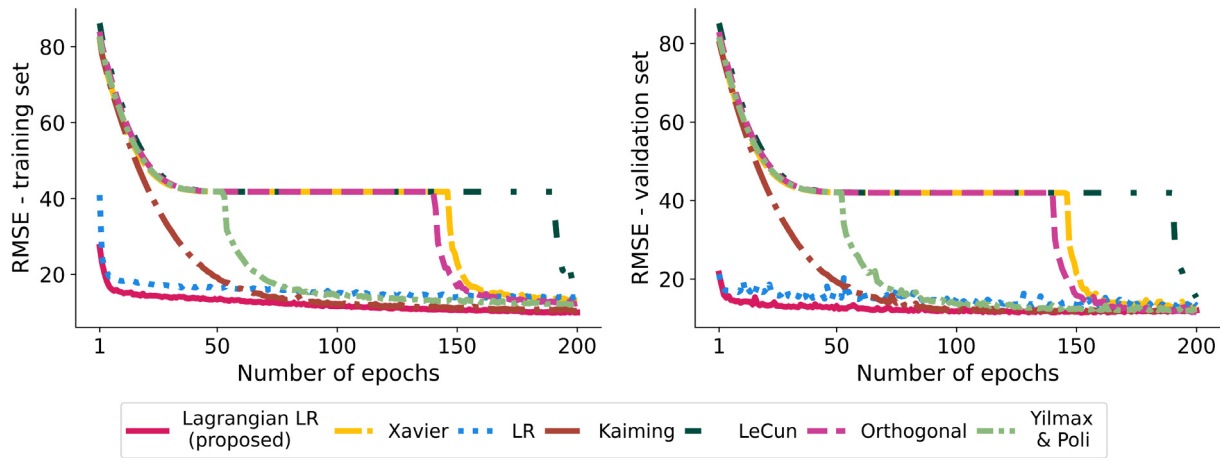 RMSE - training set
80
60
40
20
1
50
100
150
200
Number of epochs
RMSE - validation set
80
60
40
20
1
50
100
150
200
Number of epochs
Lagrangian LR
(proposed)
Xavier
LR
Kaiming
LeCun
Orthogonal
Yilmax
& Poli